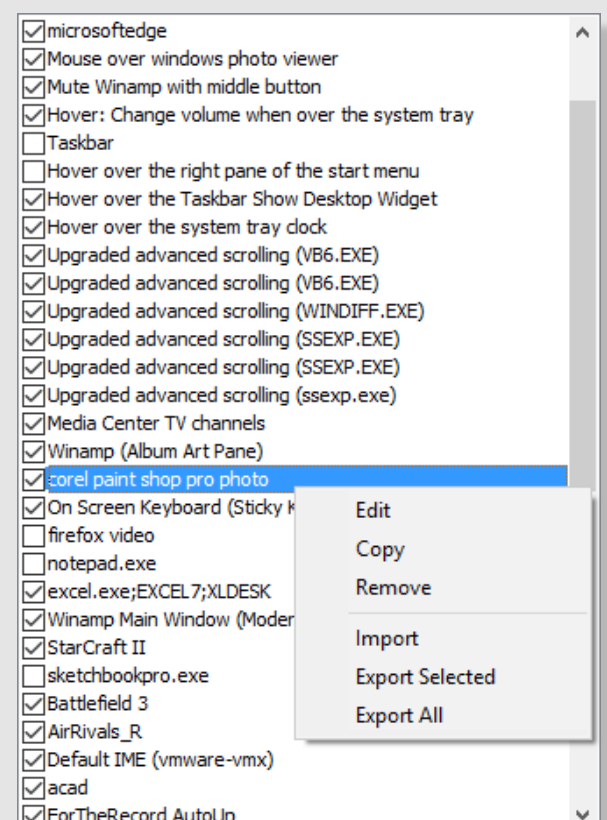 microsoftedge
Mouse over windows photo viewer
Mute Winamp with middle button
Hover: Change volume when over the system tray
Taskbar
Hover over the right pane of the start menu
Hover over the Taskbar Show Desktop Widget
Hover over the system tray clock
Upgraded advanced scrolling (VB6.EXE)
Upgraded advanced scrolling (VB6.EXE)
Upgraded advanced scrolling (WINDIFF.EXE)
Upgraded advanced scrolling (SSEXP.EXE)
Upgraded advanced scrolling (SSEXP.EXE)
Upgraded advanced scrolling (ssexp.exe)
Media Center TV channels
Winamp (Album Art Pane)
corel paint shop pro photo
On Screen Keyboard (Sticky
firefox video
notepad.exe
excel.exe;EXCEL7;XLDESK
Winamp Main Window (Moder
StarCraft II
sketchbookpro.exe
Battlefield 3
AirRivals_R
Default IME (vmware-vmx)
acad
ForTheRecord AutoUp
Edit
Copy
Remove
Import
Export Selected
Export All